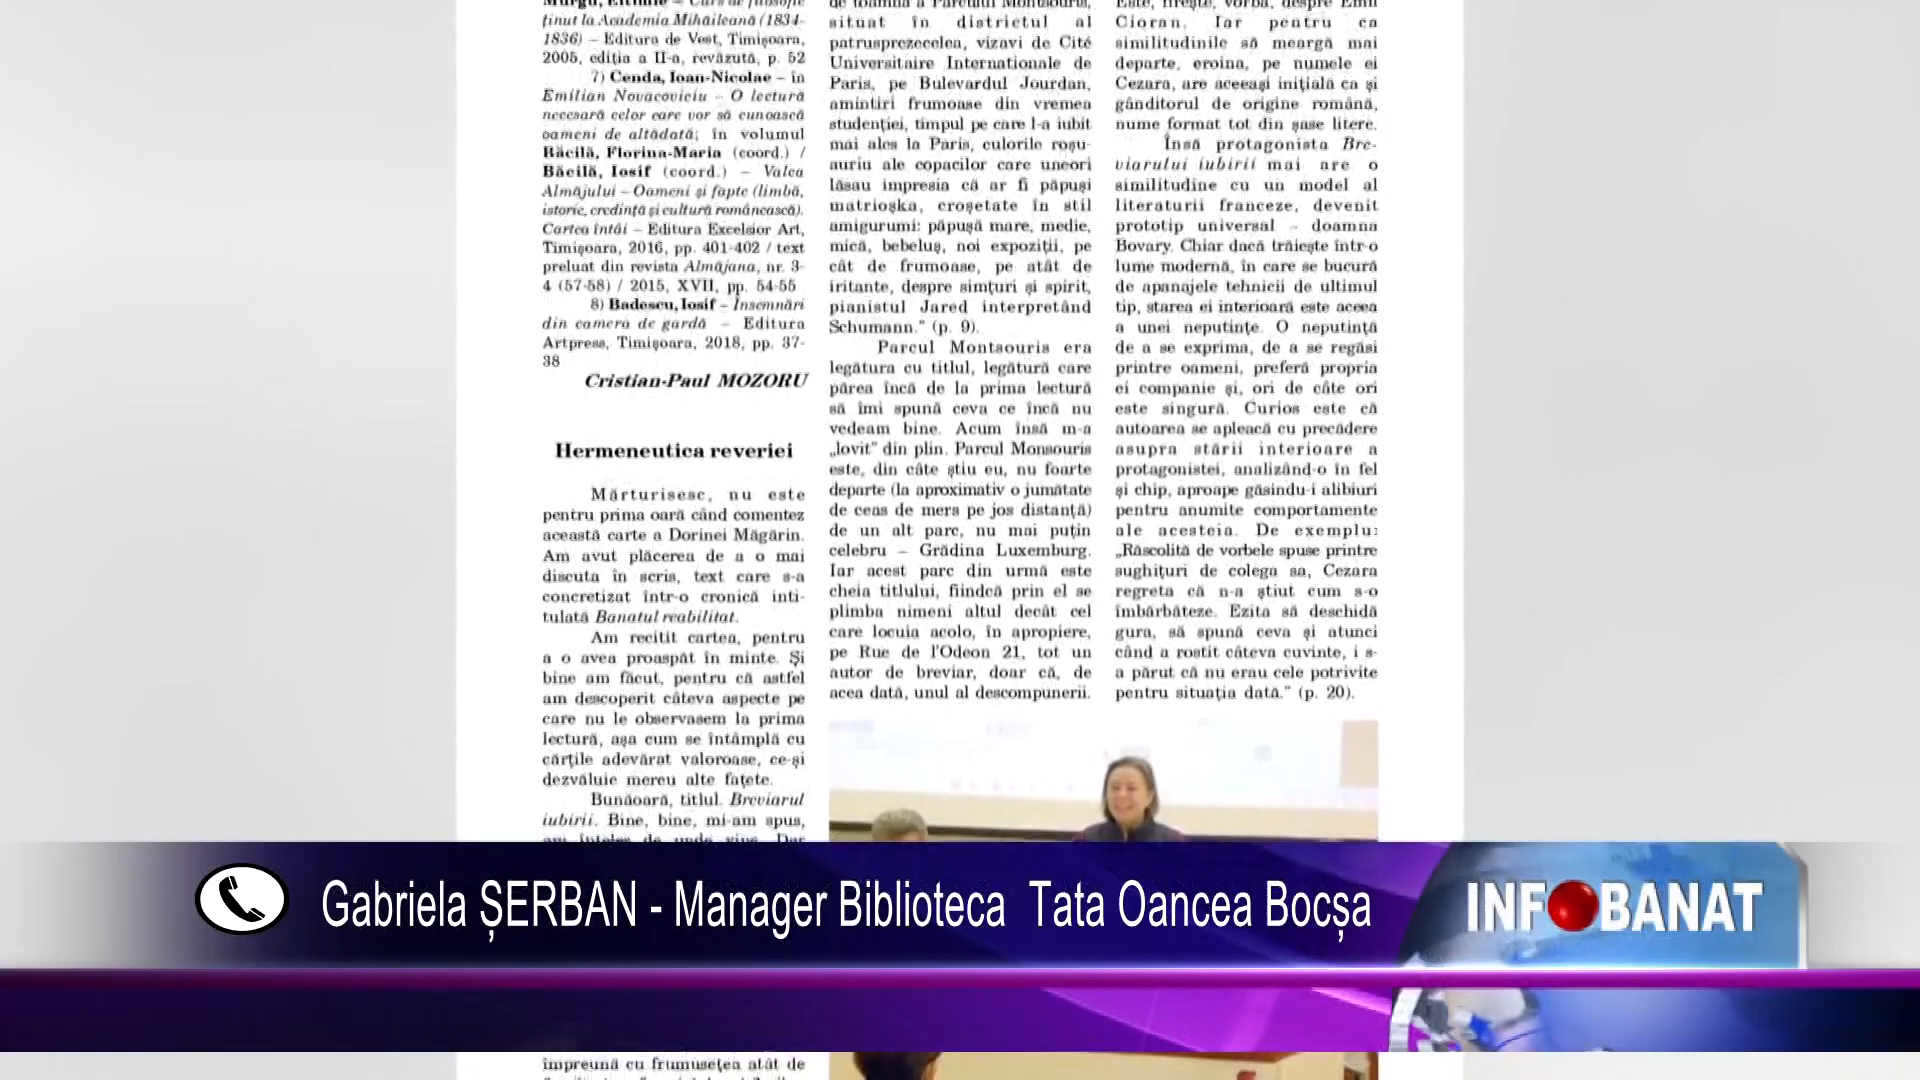 Murgu, Eftimie – Curs de filosofie
ținut la Academia Mihăileană (1834-
1836) – Editura de Vest, Timișoara,
2005, ediția a II-a, revăzută, p. 52
7) Cenda, Ioan-Nicolae – în
Emilian Novacoviciu – O lectură
necesară celor care vor să cunoască
oameni de altădată; în volumul
Băcilă, Florina-Maria (coord.) /
Băcilă, Iosif (coord.) – Valea
Almăjului – Oameni și fapte (limbă,
istorie, credință și cultură românească).
Cartea întâi – Editura Excelsior Art,
Timișoara, 2016, pp. 401-402 / text
preluat din revista Almăjana, nr. 3-
4 (57-58) / 2015, XVII, pp. 54-55
8) Badescu, Iosif – Însemnări
din camera de gardă – Editura
Artpress, Timișoara, 2018, pp. 37-
38
Cristian-Paul MOZORU
Hermeneutica reveriei
Mărturisesc, nu este
pentru prima oară când comentez
această carte a Dorinei Măgărin.
Am avut plăcerea de a o mai
discuta în scris, text care s-a
concretizat într-o cronică inti-
tulată Banatul reabilitat.
Am recitit cartea, pentru
a o avea proaspăt în minte. Și
bine am făcut, pentru că astfel
am descoperit câteva aspecte pe
care nu le observasem la prima
lectură, așa cum se întâmplă cu
cărțile adevărat valoroase, ce-și
dezvăluie mereu alte fațete.
Bunăoară, titlul. Breviarul
iubirii. Bine, bine, mi-am spus,
am înțeles de unde vine. Dar
împreună cu frumusețea atât de
de toamnă a Parcului Montsouris,
situat în districtul al
patrusprezecelea, vizavi de Cité
Universitaire Internationale de
Paris, pe Bulevardul Jourdan,
amintiri frumoase din vremea
studenției, timpul pe care l-a iubit
mai ales la Paris, culorile roșu-
auriu ale copacilor care uneori
lăsau impresia că ar fi păpuși
matrioșka, croșetate în stil
amigurumi: păpușă mare, medie,
mică, bebeluș, noi expoziții, pe
cât de frumoase, pe atât de
iritante, despre simțuri și spirit,
pianistul Jared interpretând
Schumann.” (p. 9).
Parcul Montsouris era
legătura cu titlul, legătură care
părea încă de la prima lectură
să îmi spună ceva ce încă nu
vedeam bine. Acum însă m-a
„lovit” din plin. Parcul Monsouris
este, din câte știu eu, nu foarte
departe (la aproximativ o jumătate
de ceas de mers pe jos distanță)
de un alt parc, nu mai puțin
celebru – Grădina Luxemburg.
Iar acest parc din urmă este
cheia titlului, fiindcă prin el se
plimba nimeni altul decât cel
care locuia acolo, în apropiere,
pe Rue de l'Odeon 21, tot un
autor de breviar, doar că, de
acea dată, unul al descompunerii.
Este, firește, vorba, despre Emil
Cioran. Iar pentru ca
similitudinile să meargă mai
departe, eroina, pe numele ei
Cezara, are aceeași inițială ca și
gânditorul de origine română,
nume format tot din șase litere.
Însă protagonista Bre-
viarului iubirii mai are o
similitudine cu un model al
literaturii franceze, devenit
prototip universal – doamna
Bovary. Chiar dacă trăiește într-o
lume modernă, în care se bucură
de apanajele tehnicii de ultimul
tip, starea ei interioară este aceea
a unei neputințe. O neputință
de a se exprima, de a se regăsi
printre oameni, preferă propria
ei companie și, ori de câte ori
este singură. Curios este că
autoarea se apleacă cu precădere
asupra stării interioare a
protagonistei, analizând-o în fel
și chip, aproape găsindu-i alibiuri
pentru anumite comportamente
ale acesteia. De exemplu:
„Răscolită de vorbele spuse printre
sughițuri de colega sa, Cezara
regreta că n-a știut cum s-o
îmbărbăteze. Ezita să deschidă
gura, să spună ceva și atunci
când a rostit câteva cuvinte, i s-
a părut că nu erau cele potrivite
pentru situația dată.” (p. 20).
Gabriela ȘERBAN - Manager Biblioteca Tata Oancea Bocșa
INFOBANAT